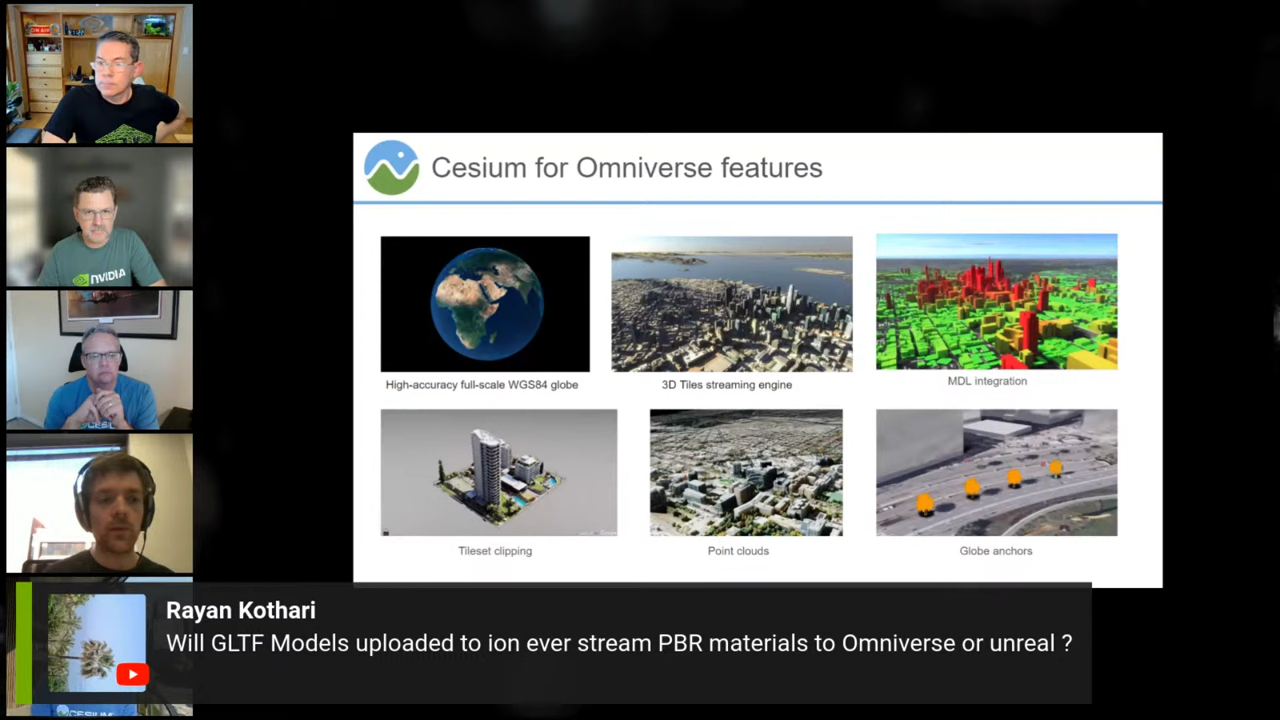 Cesium for Omniverse features
High-accuracy full-scale WGS84 globe
3D Tiles streaming engine
MDL integration
Tileset clipping
Point clouds
Globe anchors
NVIDIA
Rayan Kothari
Will GLTF Models uploaded to ion ever stream PBR materials to Omniverse or unreal ?
CESIUM